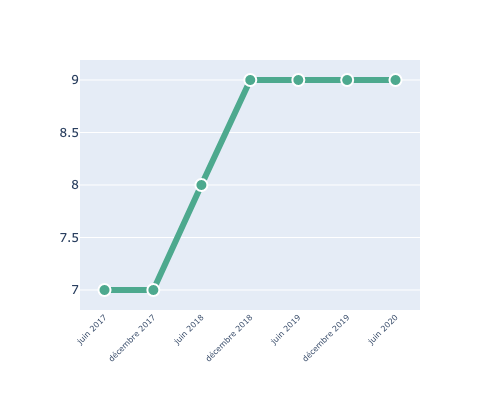 9
8.5
8
7.5
7
juin 2017
décembre 2017
juin 2018
décembre 2018
juin 2019
décembre 2019
juin 2020